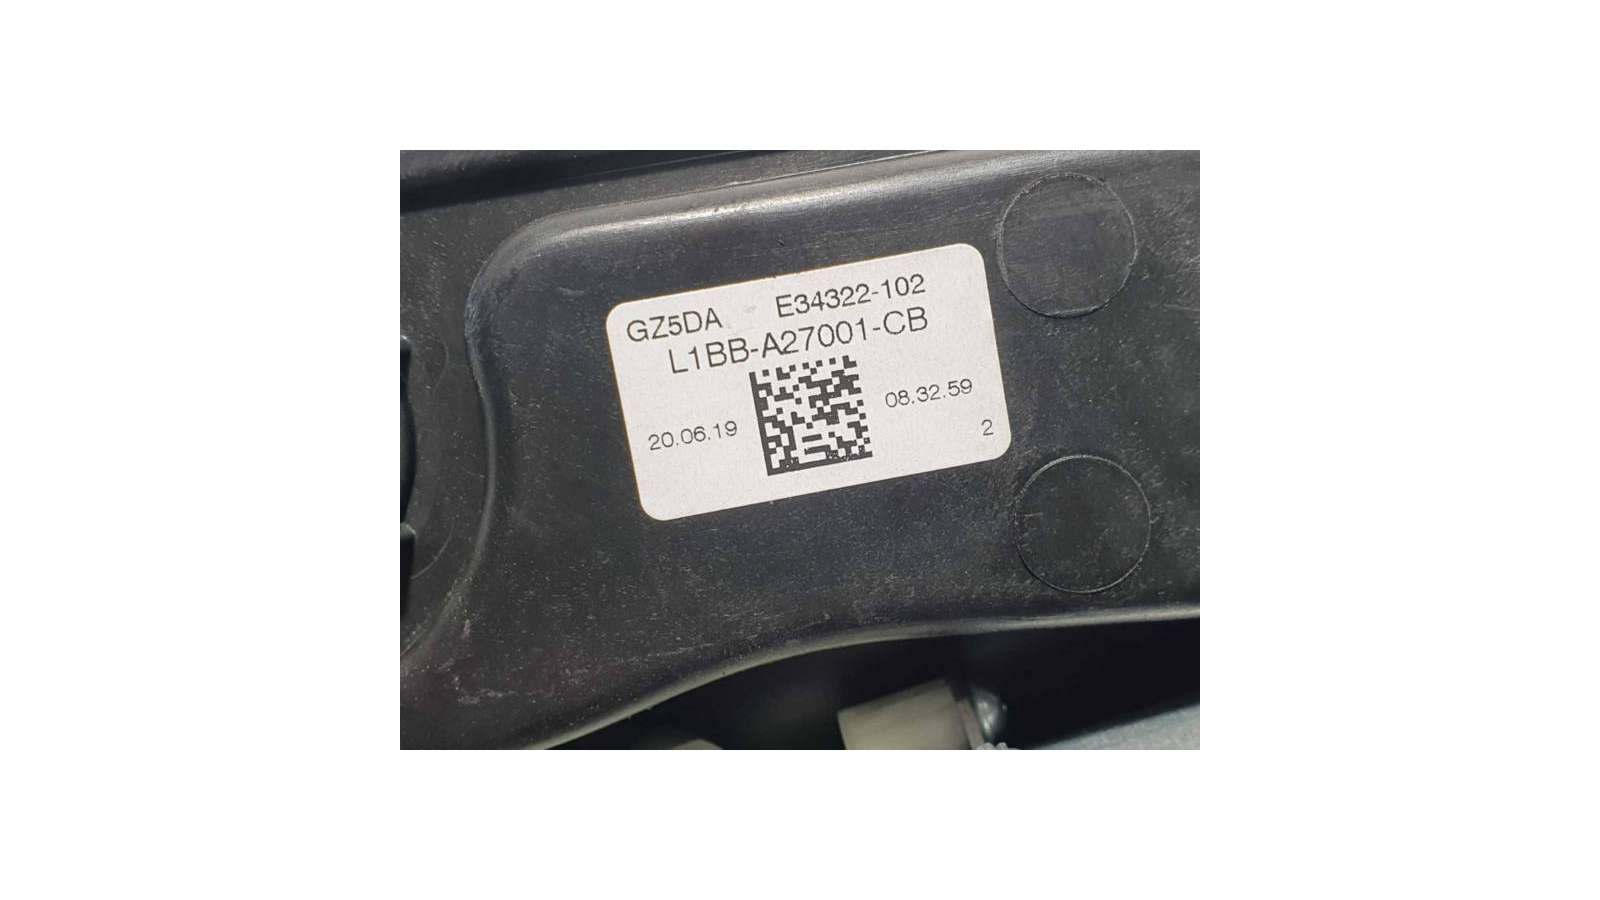 GZ5DA E34322-102
L1BB-A27001-CB
20.06.19 08.32.59
2